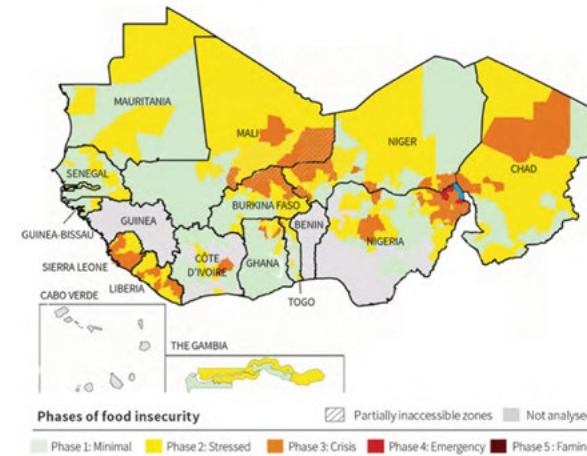 MAURITANIA
MALI
NIGER
CHAD
SENEGAL
BURKINA FASO
GUINEA-BISSAU
GUINEA
BENIN
NIGERIA
SIERRA LEONE
CÔTE
D'IVOIRE
GHANA
LIBERIA
TOGO
CABO VERDE
THE GAMBIA
Phases of food insecurity
Partially inaccessible zones
Not analysed
Phase 1: Minimal
Phase 2: Stressed
Phase 3: Crisis
Phase 4: Emergency
Phase 5 : Famin